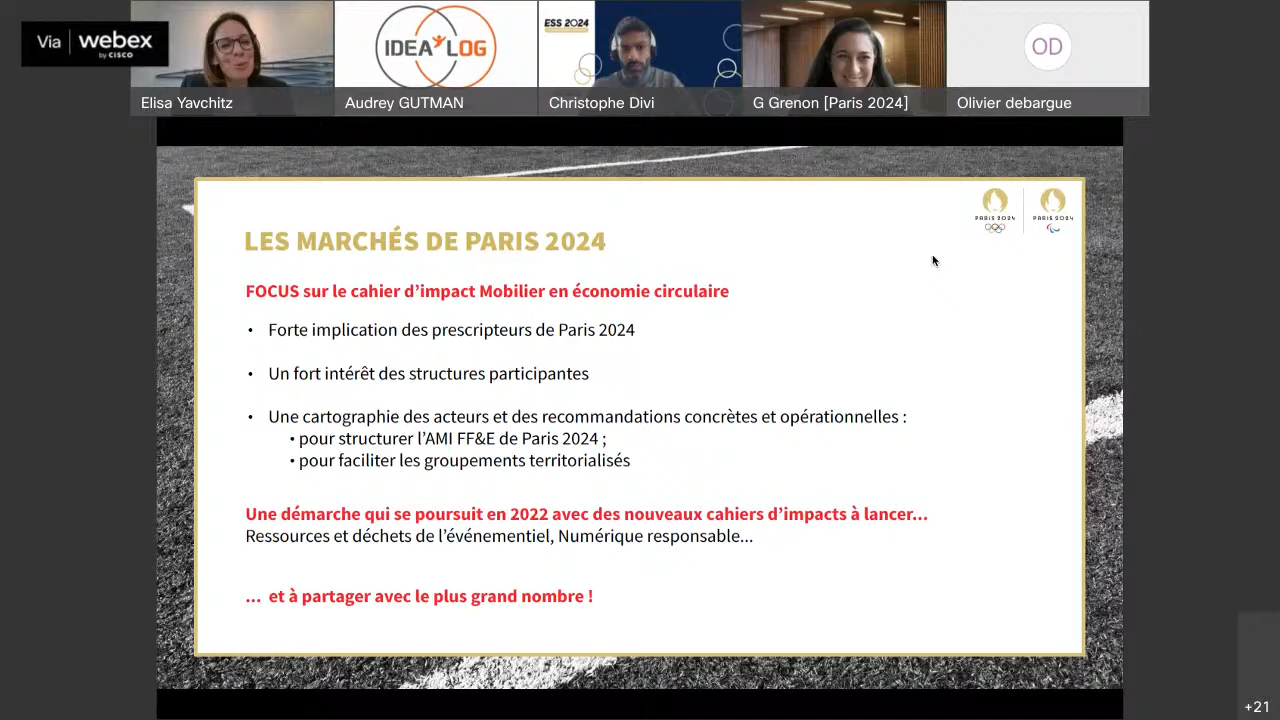 Via webex
by CISCO
IDEA LOG
ESS 2024
OD
Elisa Yavchitz
Audrey GUTMAN
Christophe Divi
G Grenon [Paris 2024]
Olivier debargue
PARIS 2024
PARIS 2024
LES MARCHÉS DE PARIS 2024
FOCUS sur le cahier d’impact Mobilier en économie circulaire
• Forte implication des prescripteurs de Paris 2024
• Un fort intérêt des structures participantes
• Une cartographie des acteurs et des recommandations concrètes et opérationnelles :
• pour structurer l’AMI FF&E de Paris 2024 ;
• pour faciliter les groupements territorialisés
Une démarche qui se poursuit en 2022 avec des nouveaux cahiers d’impacts à lancer...
Ressources et déchets de l’événementiel, Numérique responsable...
... et à partager avec le plus grand nombre !
+21